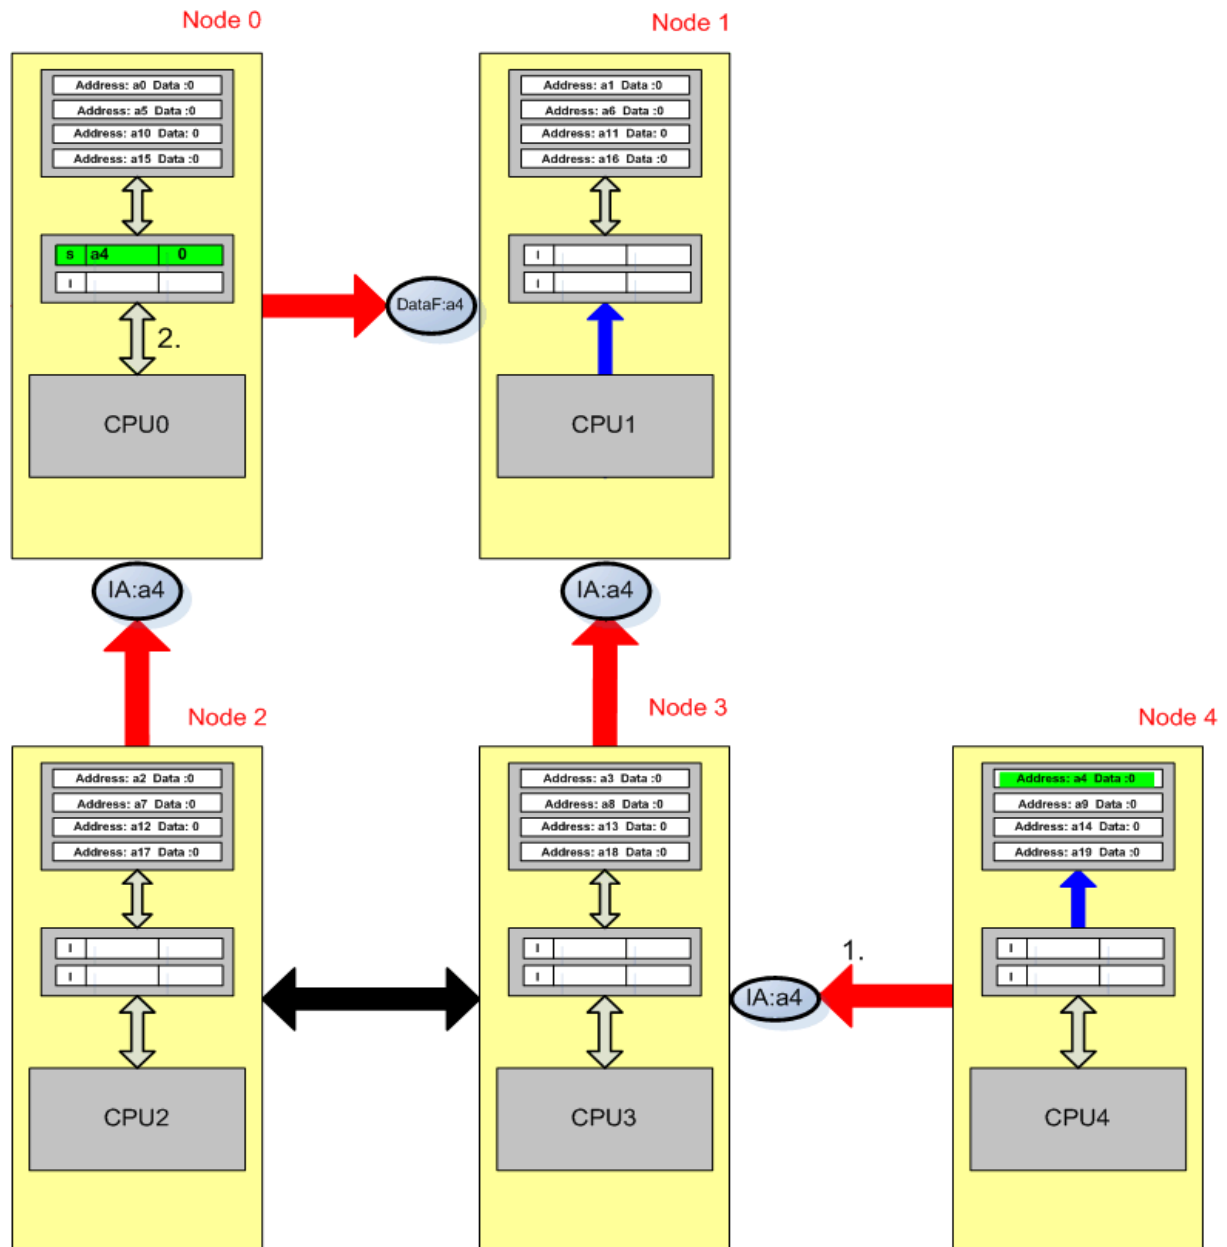 Node 0
Node 1
Address: a0 Data :0
Address: a5 Data :0
Address: a10 Data: 0
Address: a15 Data :0
Address: a1 Data :0
Address: a6 Data :0
Address: a11 Data: 0
Address: a16 Data :0
s a4 0
I
I
I
DataF:a4
2.
CPU0
CPU1
IA:a4
IA:a4
Node 2
Node 3
Node 4
Address: a2 Data :0
Address: a7 Data :0
Address: a12 Data: 0
Address: a17 Data :0
Address: a3 Data :0
Address: a8 Data :0
Address: a13 Data: 0
Address: a18 Data :0
Address: a4 Data :0
Address: a9 Data :0
Address: a14 Data: 0
Address: a19 Data :0
I
I
I
I
I
I
1.
IA:a4
CPU2
CPU3
CPU4